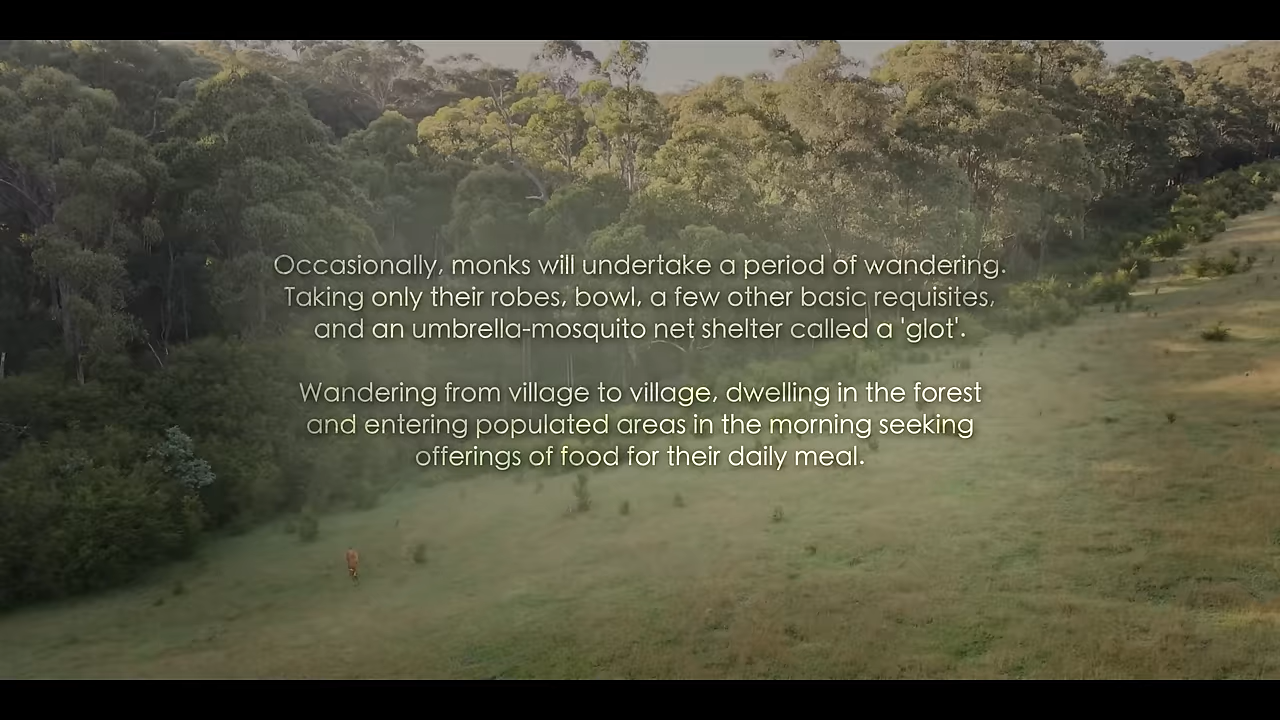 Occasionally, monks will undertake a period of wandering.
Taking only their robes, bowl, a few other basic requisites,
and an umbrella-mosquito net shelter called a 'glot'.
Wandering from village to village, dwelling in the forest
and entering populated areas in the morning seeking
offerings of food for their daily meal.